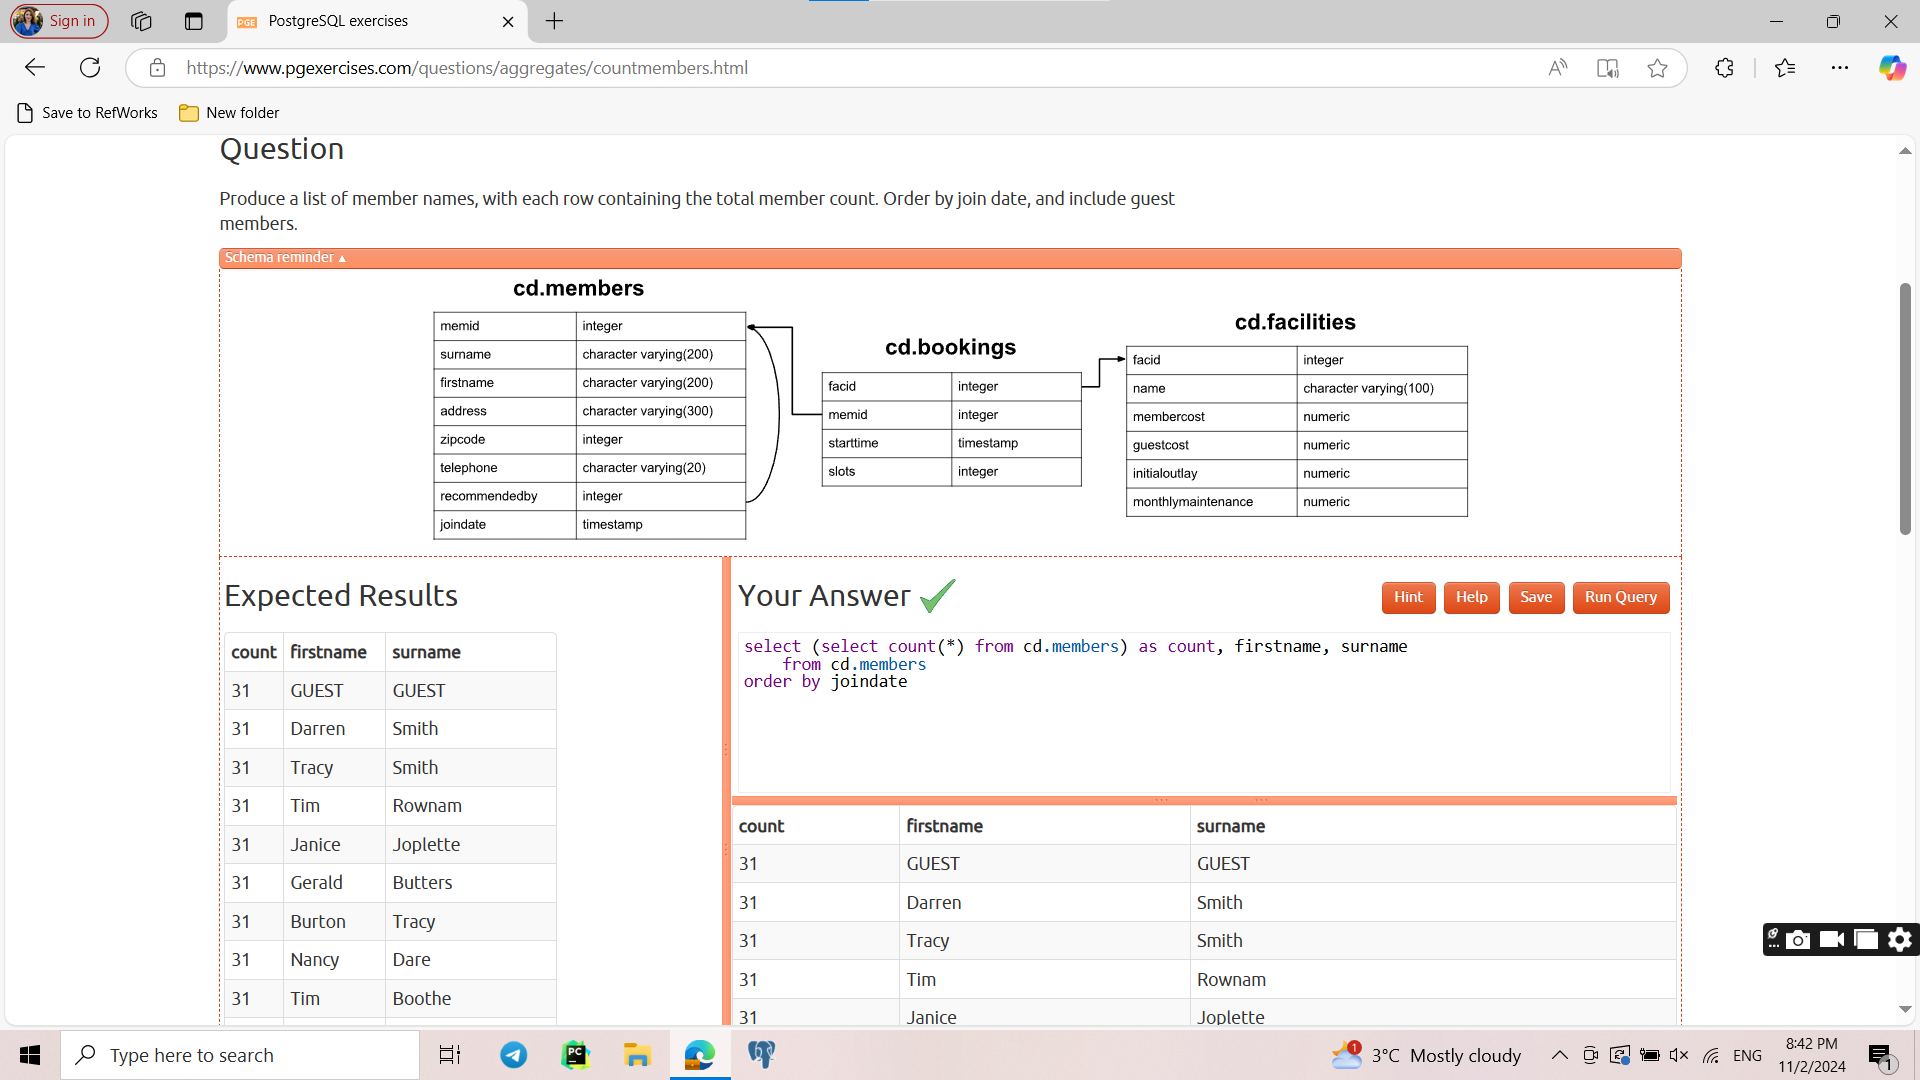 Sign in
PostgreSQL exercises
https://www.pgexercises.com/questions/aggregates/countmembers.html
Save to RefWorks
New folder
Question
Produce a list of member names, with each row containing the total member count. Order by join date, and include guest
members.
Schema reminder ▲
cd.members
memid integer
surname character varying(200)
firstname character varying(200)
address character varying(300)
zipcode integer
telephone character varying(20)
recommendedby integer
joindate timestamp
cd.bookings
facid integer
memid integer
starttime timestamp
slots integer
cd.facilities
facid integer
name character varying(100)
membercost numeric
guestcost numeric
initialoutlay numeric
monthlymaintenance numeric
Expected Results
count firstname surname
31 GUEST GUEST
31 Darren Smith
31 Tracy Smith
31 Tim Rownam
31 Janice Joplette
31 Gerald Butters
31 Burton Tracy
31 Nancy Dare
31 Tim Boothe
Your Answer
Hint
Help
Save
Run Query
select (select count(*) from cd.members) as count, firstname, surname
from cd.members
order by joindate
count firstname surname
31 GUEST GUEST
31 Darren Smith
31 Tracy Smith
31 Tim Rownam
31 Janice Joplette
Type here to search
3°C Mostly cloudy
ENG
8:42 PM
11/2/2024